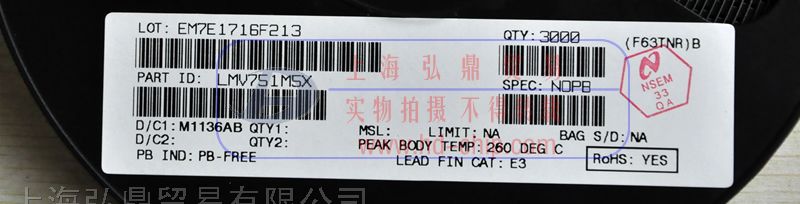 LOT: EM7E1716F213
QTY: 3000
(F63TNR)B
PART ID: LMV751M5X
SPEC: NOPB
NSEM
33
QA
上海弘鼎贸易
实物拍摄 不得
D/C1: M1136AB QTY1:
D/C2: QTY2:
MSL: LIMIT: NA BAG S/D: NA
PEAK BODY TEMP: 260 DEG C
PB IND: PB-FREE
LEAD FIN CAT: E3
RoHS: YES
上海弘鼎贸易有限公司